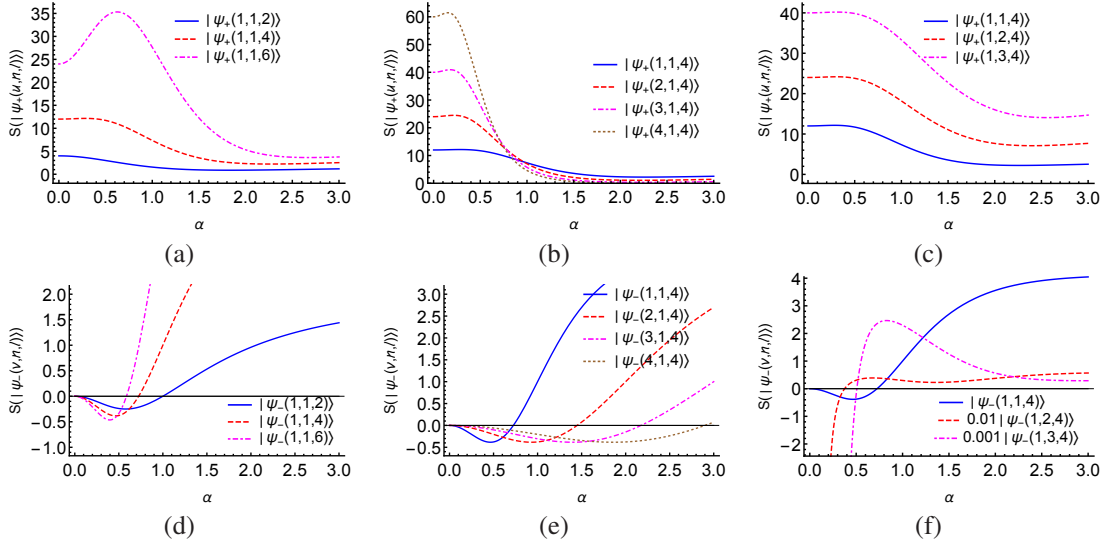 S(| ψ+(u,n,l)⟩)
35
30
25
20
15
10
5
0
0.0 0.5 1.0 1.5 2.0 2.5 3.0
α
| ψ+(1,1,2)⟩
| ψ+(1,1,4)⟩
| ψ+(1,1,6)⟩
(a)
S(| ψ+(u,n,l)⟩)
60
50
40
30
20
10
0
0.0 0.5 1.0 1.5 2.0 2.5 3.0
α
| ψ+(1,1,4)⟩
| ψ+(2,1,4)⟩
| ψ+(3,1,4)⟩
| ψ+(4,1,4)⟩
(b)
S(| ψ+(u,n,l)⟩)
40
30
20
10
0
0.0 0.5 1.0 1.5 2.0 2.5 3.0
α
| ψ+(1,1,4)⟩
| ψ+(1,2,4)⟩
| ψ+(1,3,4)⟩
(c)
S(| ψ−(v,n,l)⟩)
2.0
1.5
1.0
0.5
0.0
−0.5
−1.0
0.0 0.5 1.0 1.5 2.0 2.5 3.0
α
| ψ−(1,1,2)⟩
| ψ−(1,1,4)⟩
| ψ−(1,1,6)⟩
(d)
S(| ψ−(v,n,l)⟩)
3.0
2.5
2.0
1.5
1.0
0.5
0.0
−0.5
0.0 0.5 1.0 1.5 2.0 2.5 3.0
α
| ψ−(1,1,4)⟩
| ψ−(2,1,4)⟩
| ψ−(3,1,4)⟩
| ψ−(4,1,4)⟩
(e)
S(| ψ−(v,n,l)⟩)
4
3
2
1
0
−1
−2
0.0 0.5 1.0 1.5 2.0 2.5 3.0
α
| ψ−(1,1,4)⟩
0.01 | ψ−(1,2,4)⟩
0.001 | ψ−(1,3,4)⟩
(f)